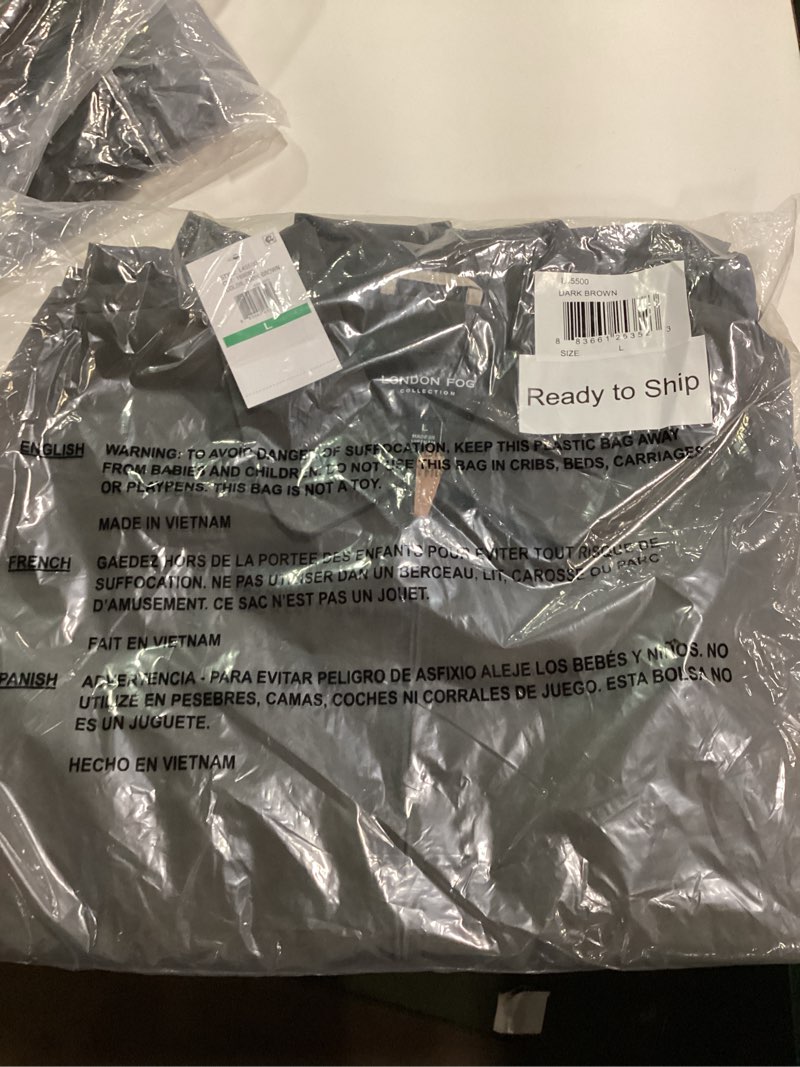 DARK BROWN
SIZE L
Ready to Ship
L
LONDON FOG
COLLECTION
L
MADE IN
ENGLISH
WARNING: TO AVOID DANGER OF SUFFOCATION, KEEP THIS PLASTIC BAG AWAY
FROM BABIES AND CHILDREN. DO NOT USE THIS BAG IN CRIBS, BEDS, CARRIAGES
OR PLAYPENS. THIS BAG IS NOT A TOY.
MADE IN VIETNAM
FRENCH
GAEDEZ HORS DE LA PORTEE DES ENFANTS POUR EVITER TOUT RISQUE DE
SUFFOCATION. NE PAS UTILISER DAN UN BERCEAU, LIT, CAROSSE OU PARC
D'AMUSEMENT. CE SAC N'EST PAS UN JOUET.
FAIT EN VIETNAM
PANISH
ADVERTENCIA - PARA EVITAR PELIGRO DE ASFIXIO ALEJE LOS BEBÉS Y NIÑOS. NO
UTILIZE EN PESEBRES, CAMAS, COCHES NI CORRALES DE JUEGO. ESTA BOLSA NO
ES UN JUGUETE.
HECHO EN VIETNAM